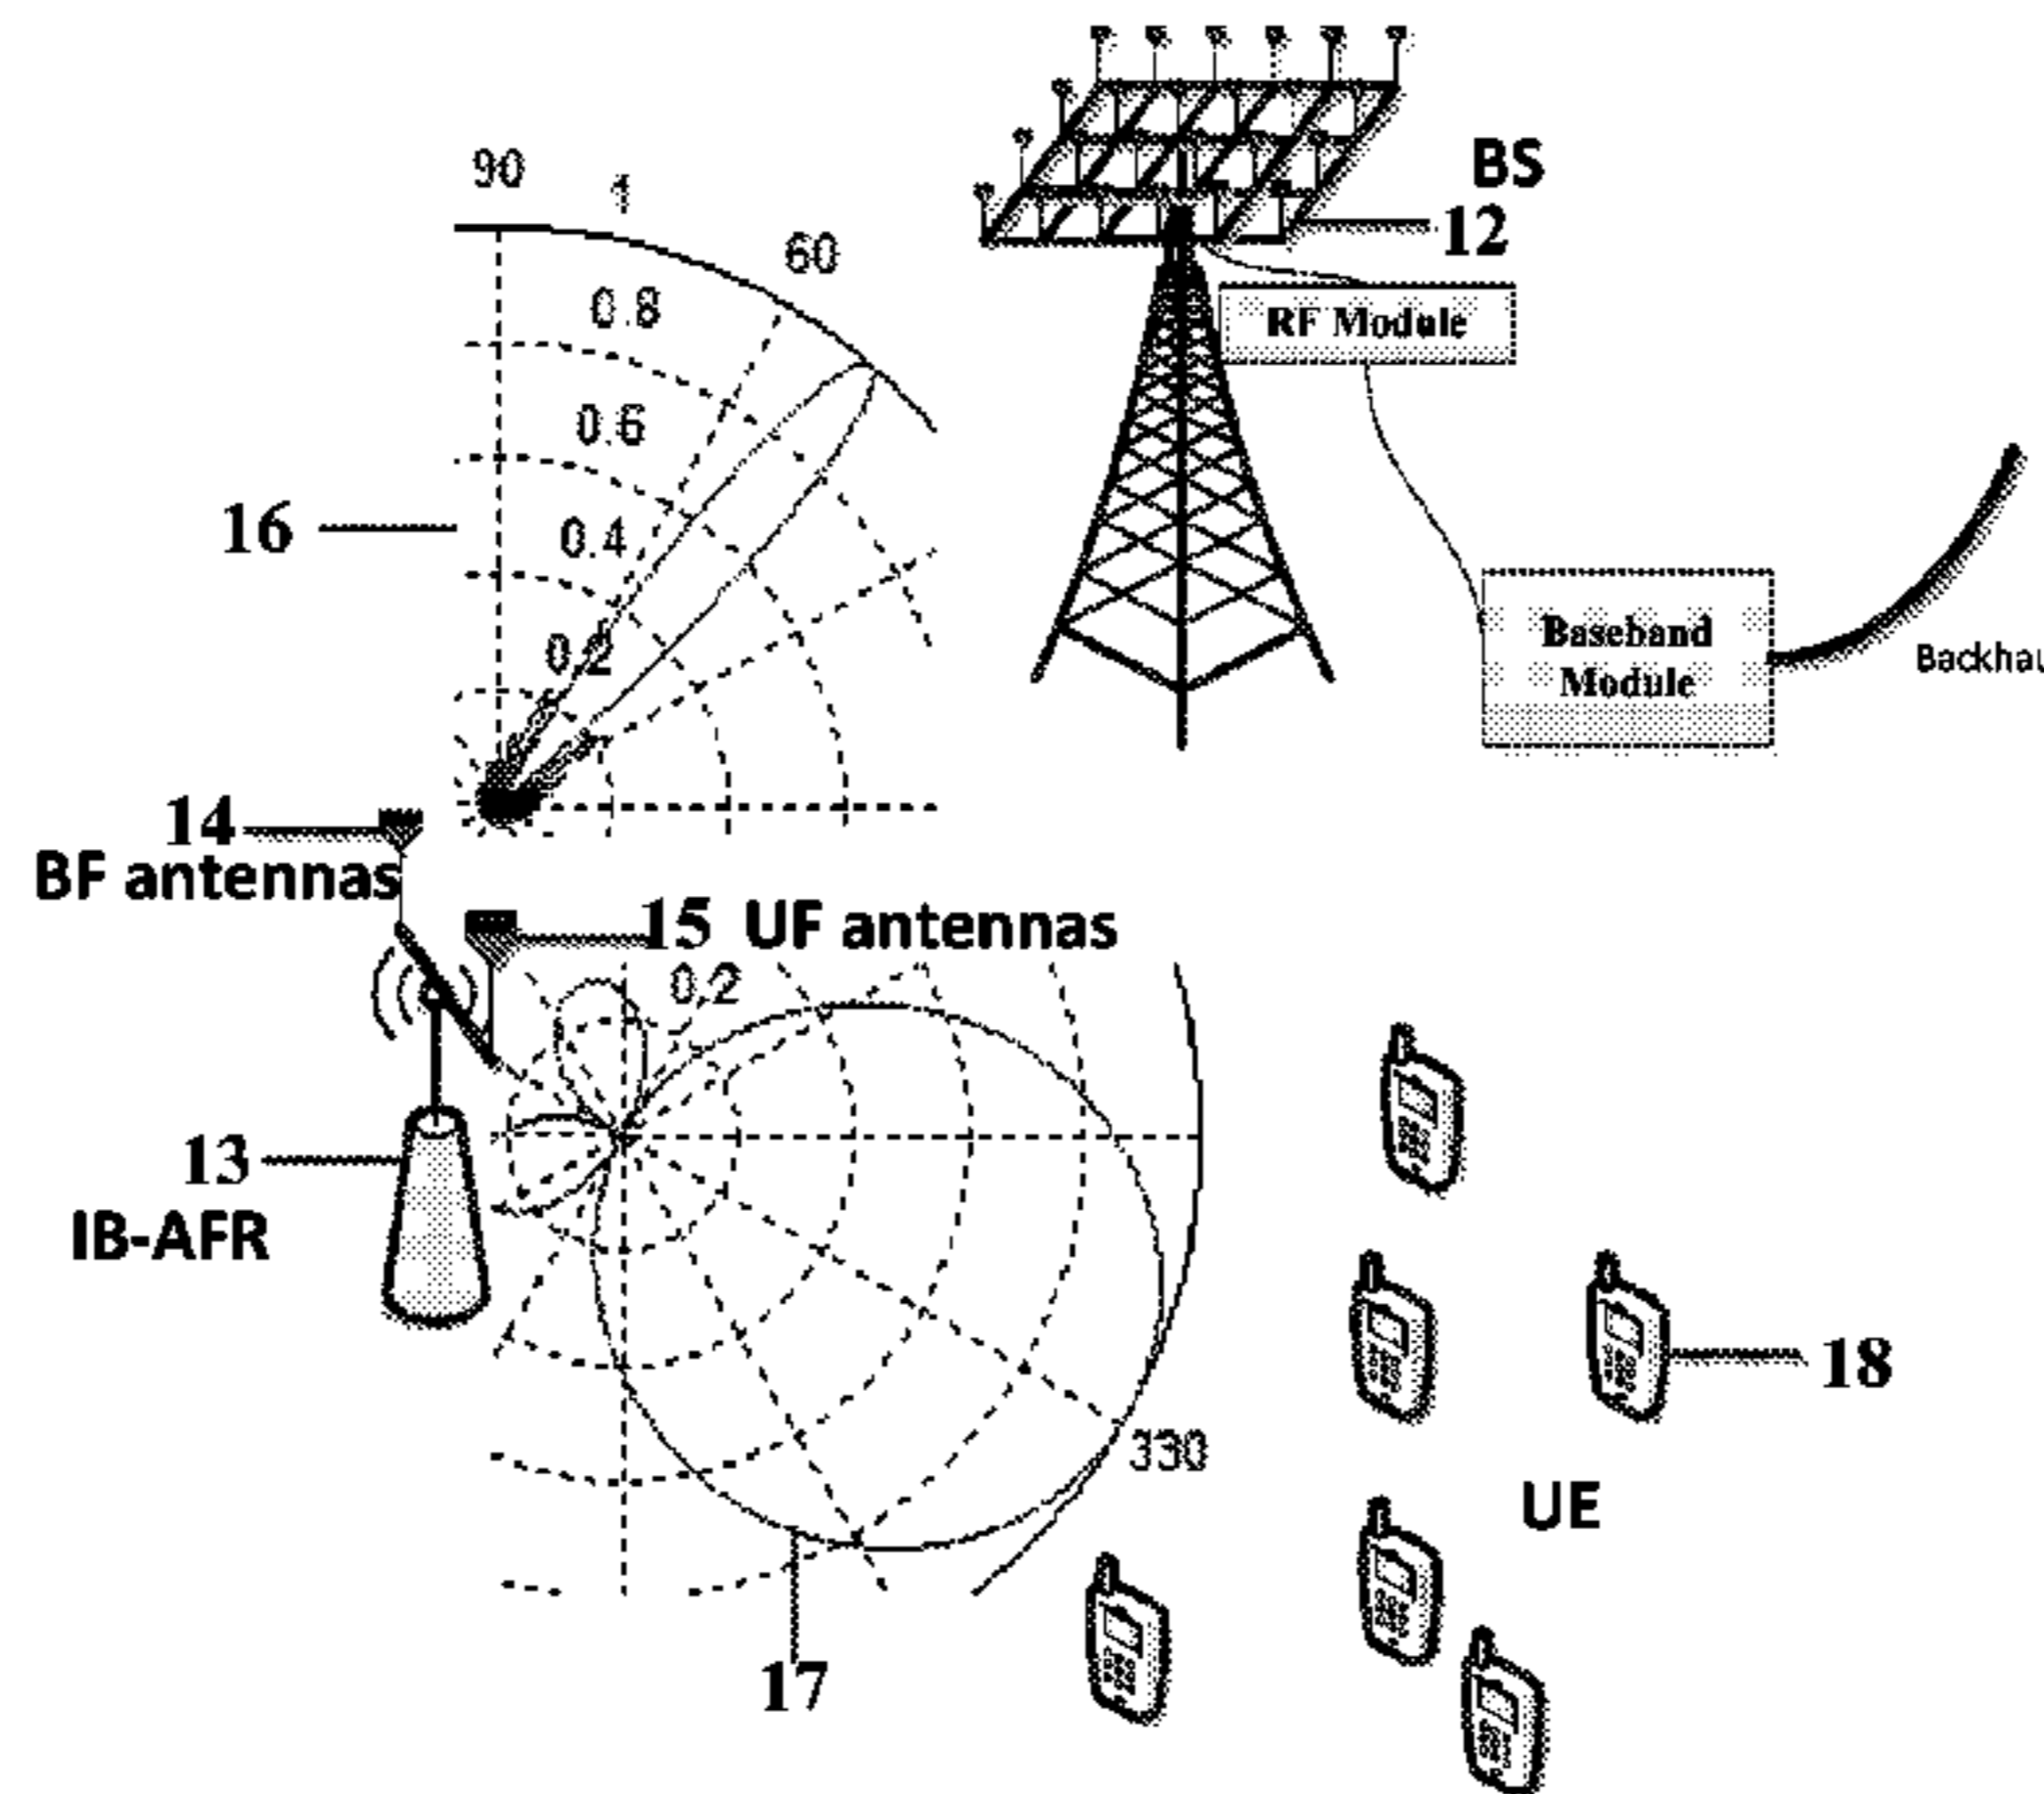 BS
12
90
1
60
0.8
RF Module
0.6
16
0.4
Baseband
Module
Backhau
0.2
14
BF antennas
15 UF antennas
0.2
13
IB-AFR
18
330
UE
17